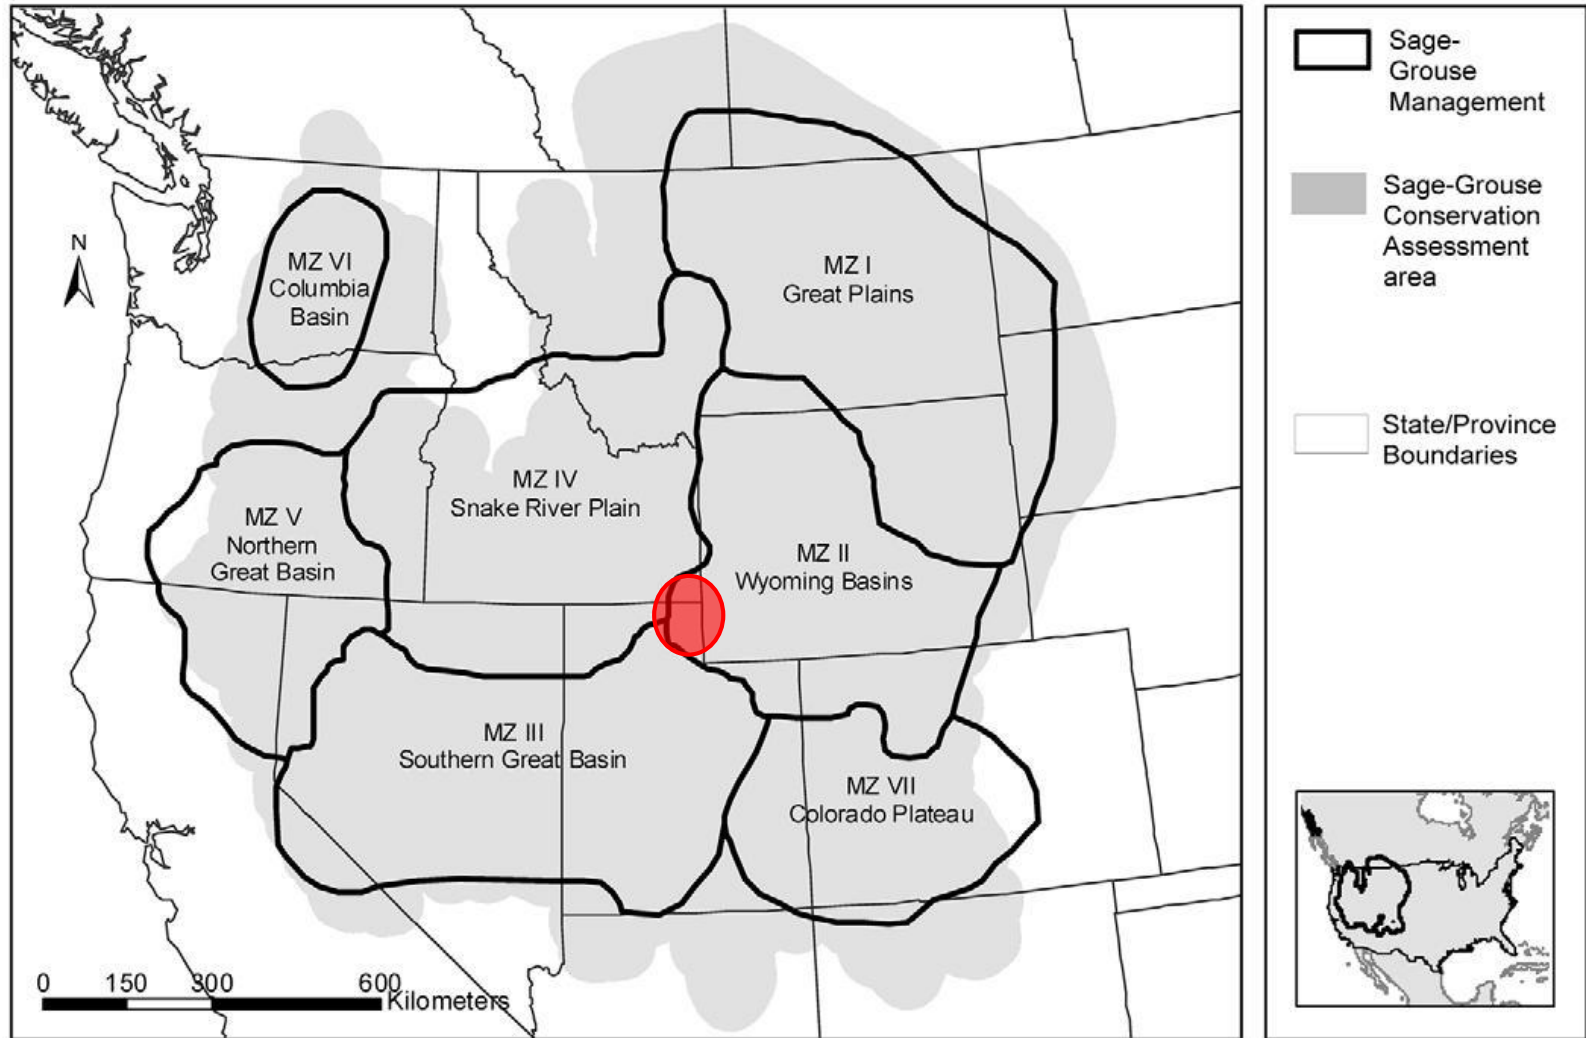 N
MZ VI
Columbia
Basin
MZ I
Great Plains
MZ IV
Snake River Plain
MZ V
Northern
Great Basin
MZ II
Wyoming Basins
MZ III
Southern Great Basin
MZ VII
Colorado Plateau
0 150 300 600
Kilometers
Sage-
Grouse
Management
Sage-Grouse
Conservation
Assessment
area
State/Province
Boundaries